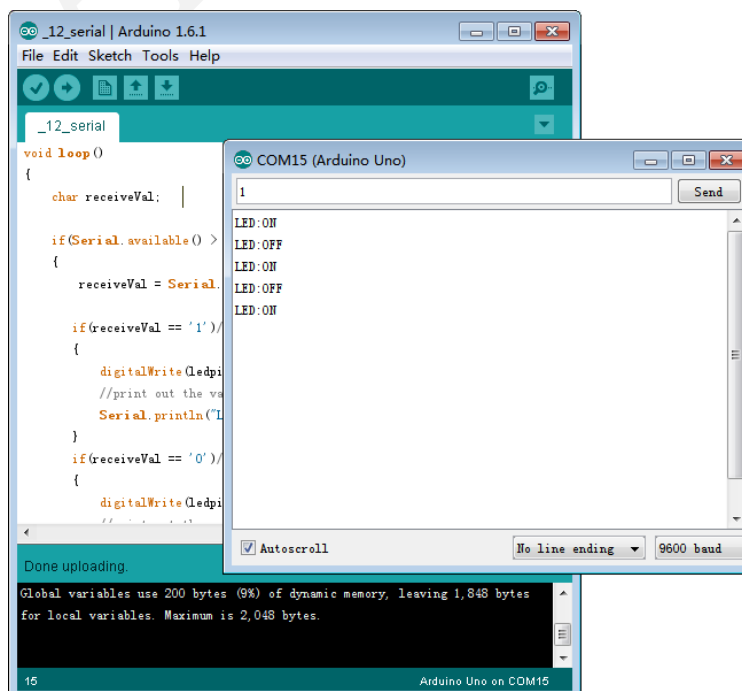 _12_serial | Arduino 1.6.1
File Edit Sketch Tools Help
_12_serial
void loop()
{
char receiveVal;
if(Serial.available() >
{
receiveVal = Serial.
if(receiveVal == '1')/
{
digitalWrite(ledpi
//print out the va
Serial.println("L
}
if(receiveVal == '0')/
{
digitalWrite(ledpi
COM15 (Arduino Uno)
1
Send
LED:ON
LED:OFF
LED:ON
LED:OFF
LED:ON
Autoscroll
No line ending
9600 baud
Done uploading.
Global variables use 200 bytes (9%) of dynamic memory, leaving 1,848 bytes
for local variables. Maximum is 2,048 bytes.
15
Arduino Uno on COM15